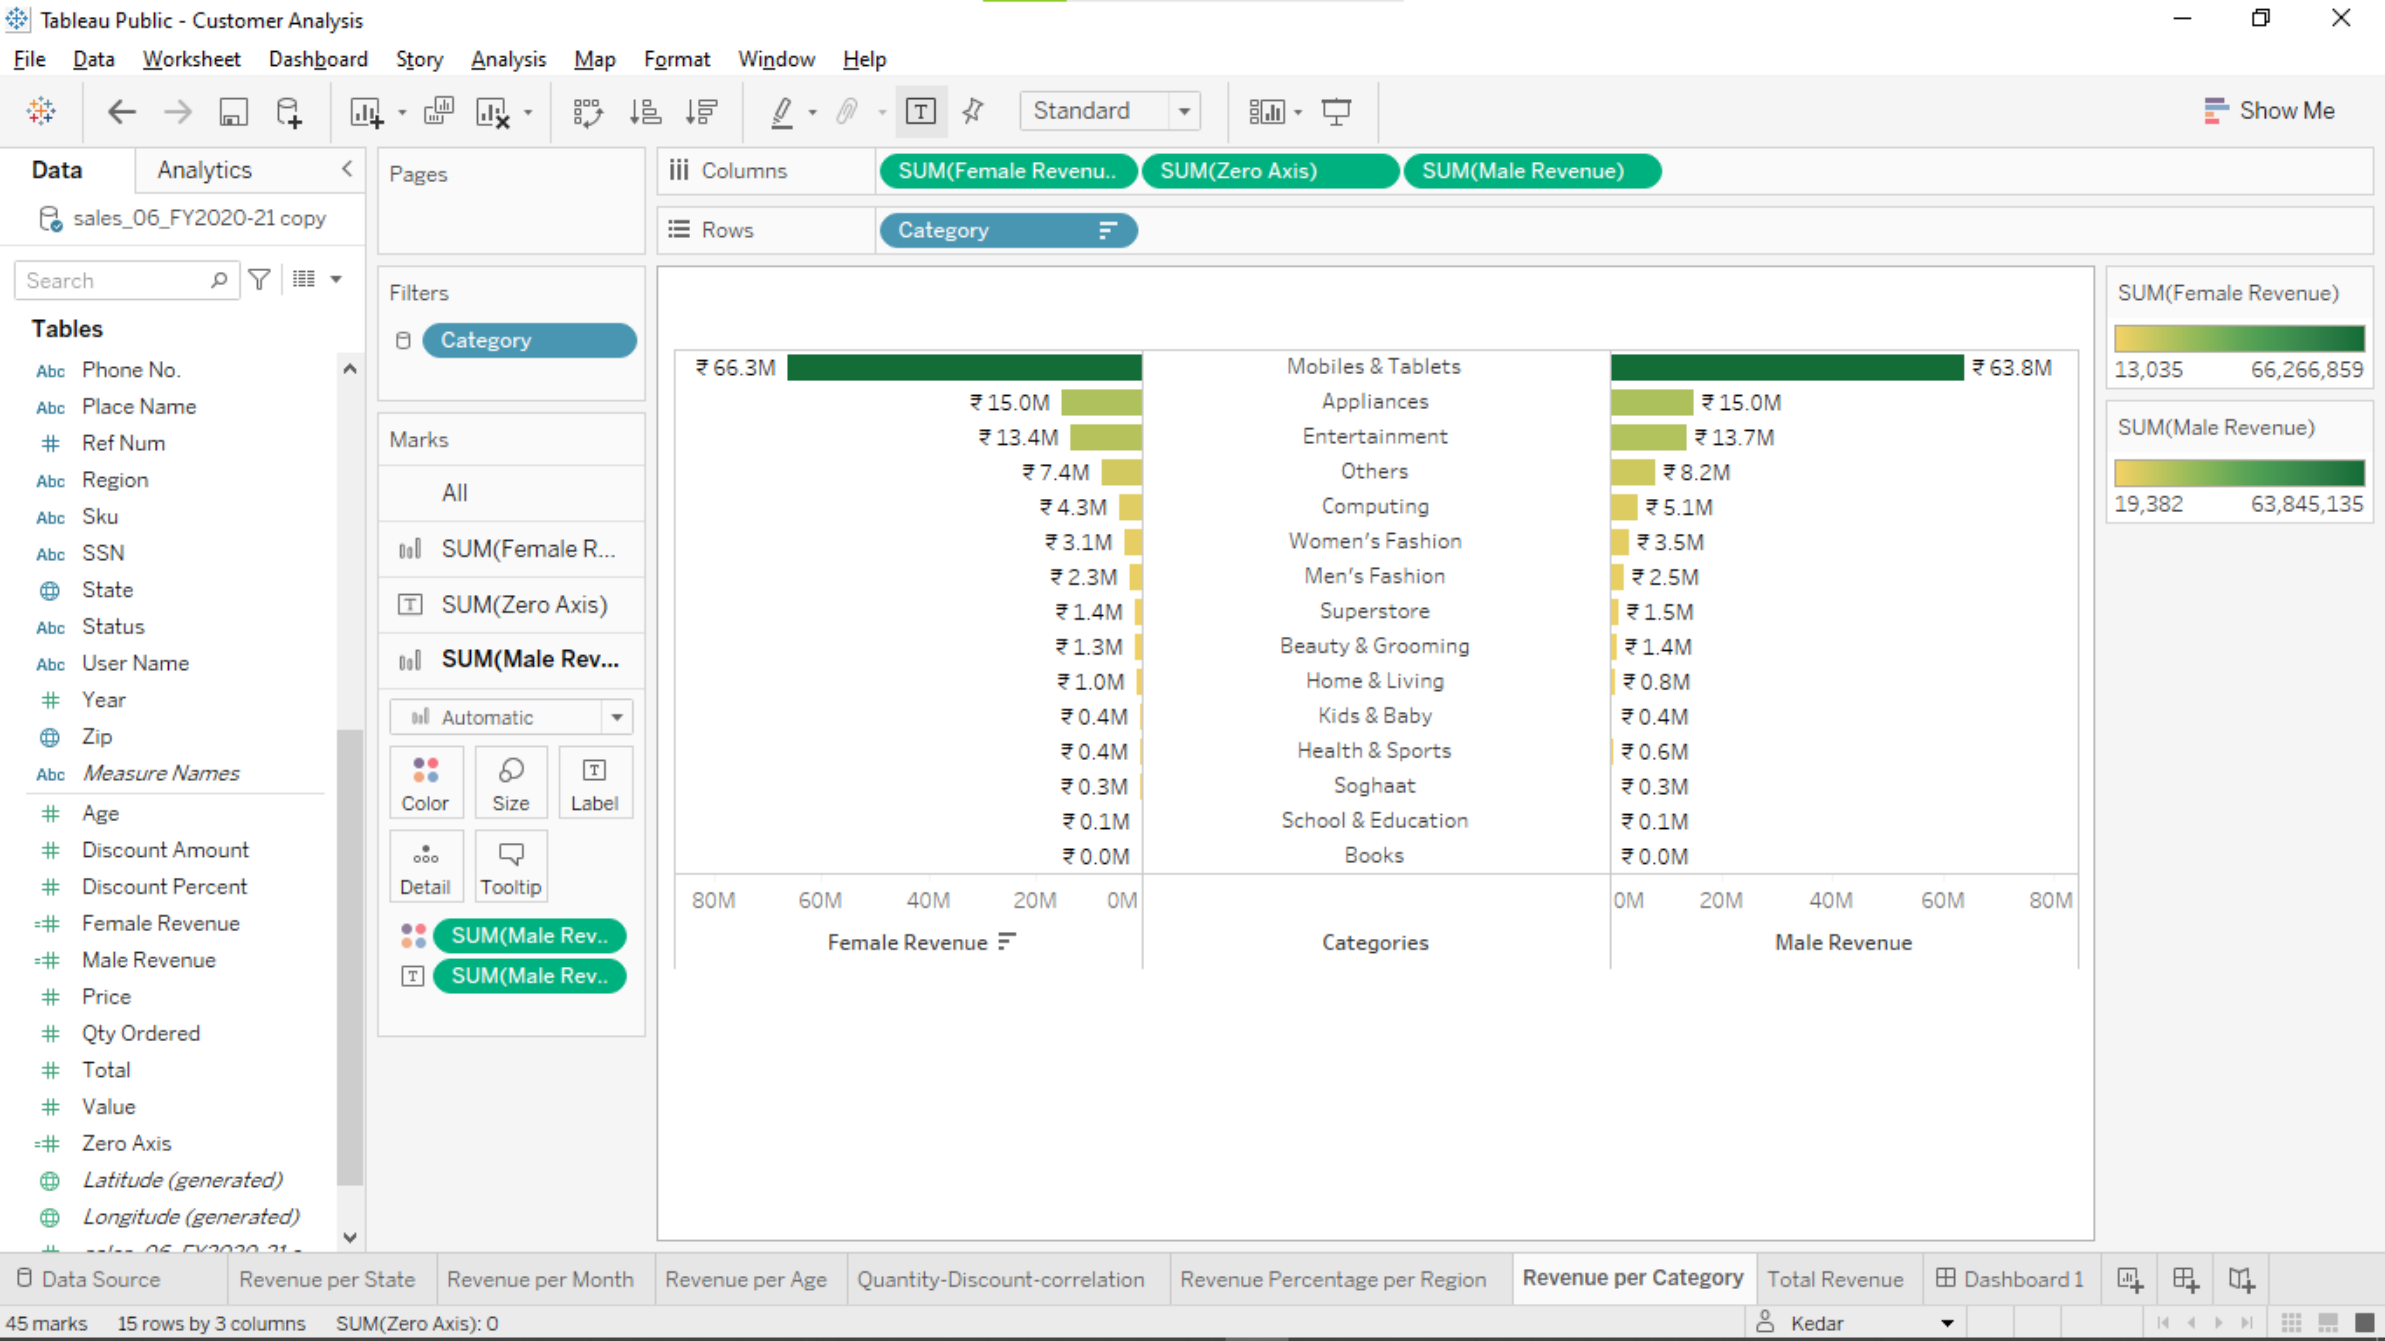 Tableau Public - Customer Analysis
File Data Worksheet Dashboard Story Analysis Map Format Window Help
Standard
Show Me
Data Analytics
sales_06_FY2020-21 copy
Search
Tables
Abc Phone No.
Abc Place Name
# Ref Num
Abc Region
Abc Sku
Abc SSN
State
Abc Status
Abc User Name
# Year
Zip
Abc Measure Names
# Age
# Discount Amount
# Discount Percent
=# Female Revenue
=# Male Revenue
# Price
# Qty Ordered
# Total
# Value
=# Zero Axis
Latitude (generated)
Longitude (generated)
Pages
Filters
Category
Marks
All
SUM(Female R...
SUM(Zero Axis)
SUM(Male Rev...
Automatic
Color Size Label
Detail Tooltip
SUM(Male Rev..
SUM(Male Rev..
Columns SUM(Female Revenu.. SUM(Zero Axis) SUM(Male Revenue)
Rows Category
₹ 66.3M Mobiles & Tablets ₹ 63.8M
₹ 15.0M Appliances ₹ 15.0M
₹ 13.4M Entertainment ₹ 13.7M
₹ 7.4M Others ₹ 8.2M
₹ 4.3M Computing ₹ 5.1M
₹ 3.1M Women's Fashion ₹ 3.5M
₹ 2.3M Men's Fashion ₹ 2.5M
₹ 1.4M Superstore ₹ 1.5M
₹ 1.3M Beauty & Grooming ₹ 1.4M
₹ 1.0M Home & Living ₹ 0.8M
₹ 0.4M Kids & Baby ₹ 0.4M
₹ 0.4M Health & Sports ₹ 0.6M
₹ 0.3M Soghaat ₹ 0.3M
₹ 0.1M School & Education ₹ 0.1M
₹ 0.0M Books ₹ 0.0M
80M 60M 40M 20M 0M 0M 20M 40M 60M 80M
Female Revenue Categories Male Revenue
SUM(Female Revenue)
13,035 66,266,859
SUM(Male Revenue)
19,382 63,845,135
Data Source Revenue per State Revenue per Month Revenue per Age Quantity-Discount-correlation Revenue Percentage per Region Revenue per Category Total Revenue Dashboard 1
45 marks 15 rows by 3 columns SUM(Zero Axis): 0 Kedar